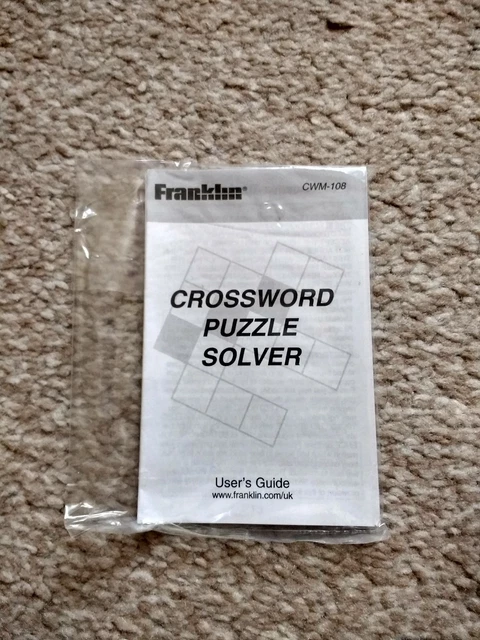 Franklin®
CWM-108
CROSSWORD
PUZZLE
SOLVER
User's Guide
www.franklin.com/uk